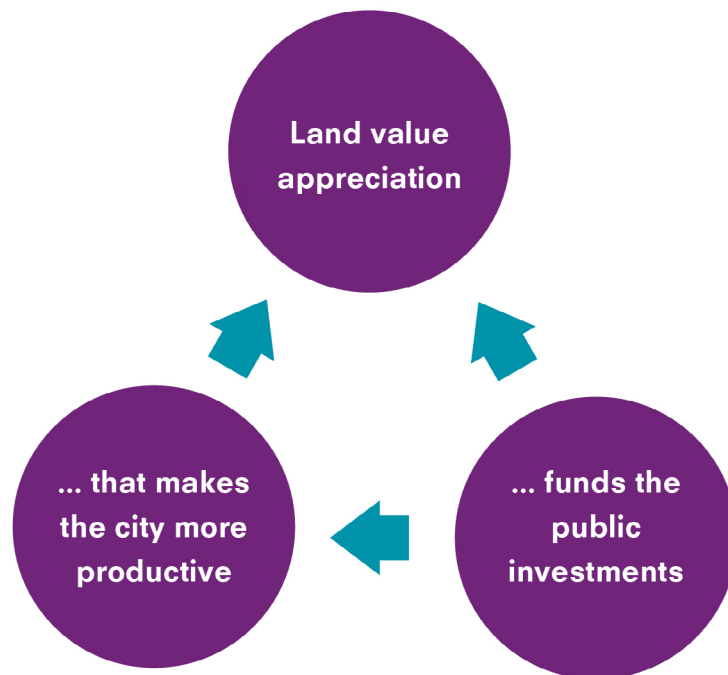 Land value
appreciation
... funds the
public
investments
... that makes
the city more
productive